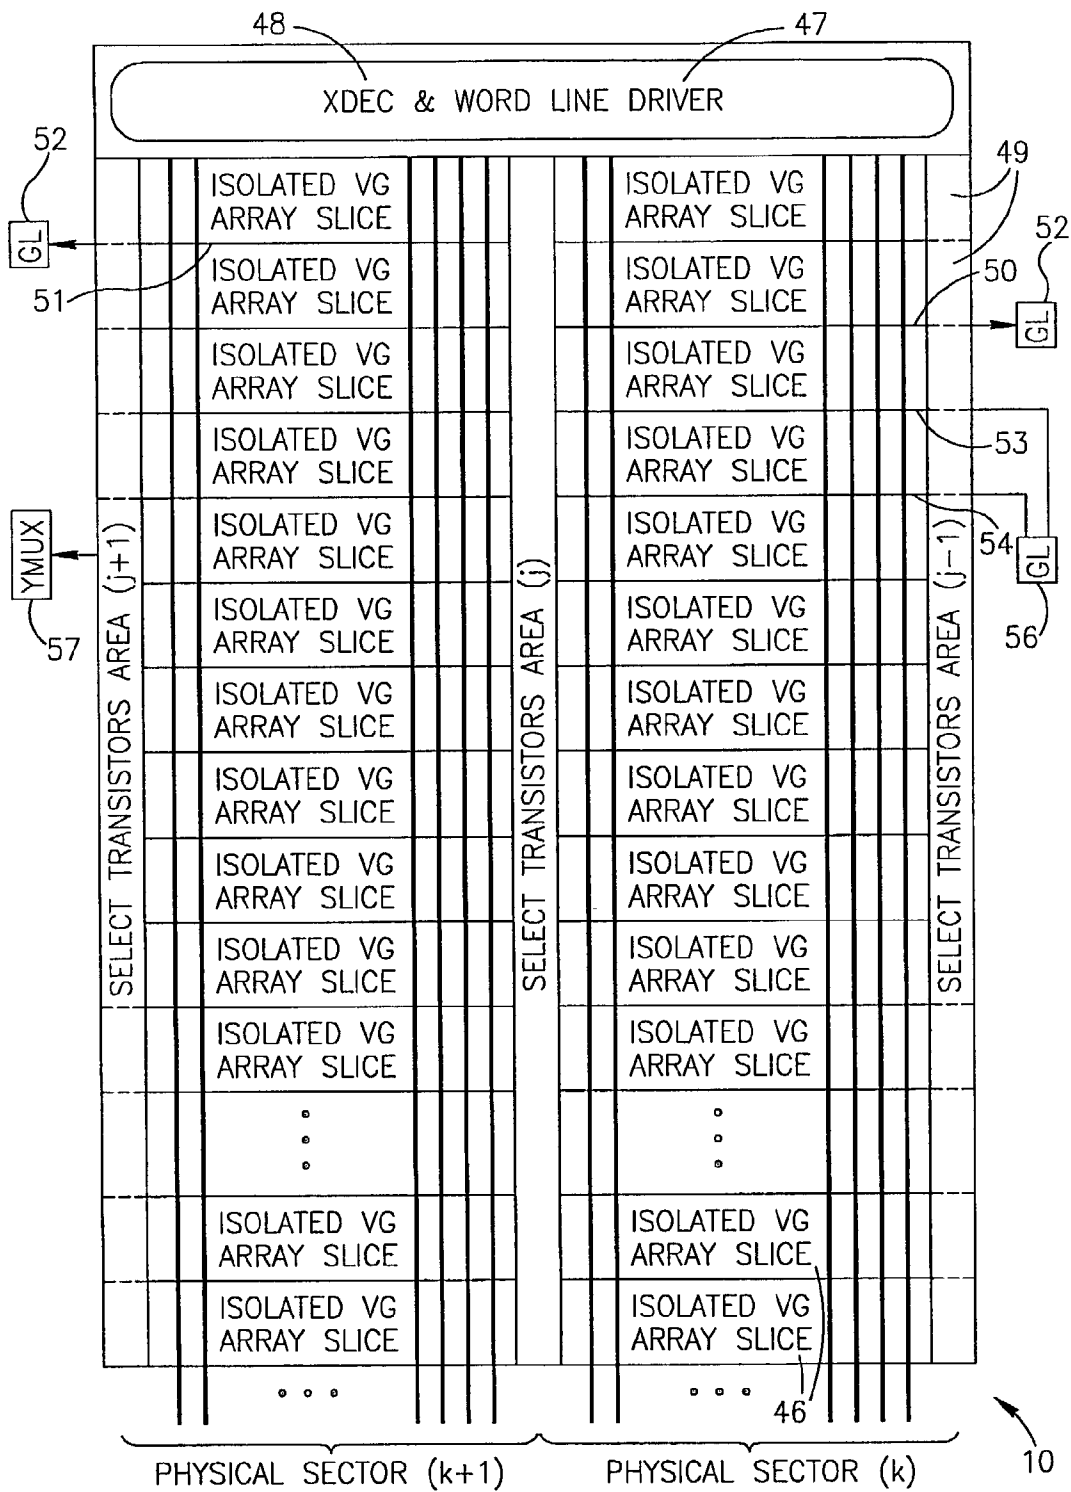 48
47
XDEC & WORD LINE DRIVER
52
GL
51
49
52
50
GL
53
54
GL
56
YMUX
57
ISOLATED VG
ARRAY SLICE
ISOLATED VG
ARRAY SLICE
ISOLATED VG
ARRAY SLICE
ISOLATED VG
ARRAY SLICE
ISOLATED VG
ARRAY SLICE
ISOLATED VG
ARRAY SLICE
ISOLATED VG
ARRAY SLICE
ISOLATED VG
ARRAY SLICE
ISOLATED VG
ARRAY SLICE
ISOLATED VG
ARRAY SLICE
ISOLATED VG
ARRAY SLICE
ISOLATED VG
ARRAY SLICE
ISOLATED VG
ARRAY SLICE
ISOLATED VG
ARRAY SLICE
ISOLATED VG
ARRAY SLICE
ISOLATED VG
ARRAY SLICE
ISOLATED VG
ARRAY SLICE
ISOLATED VG
ARRAY SLICE
ISOLATED VG
ARRAY SLICE
ISOLATED VG
ARRAY SLICE
ISOLATED VG
ARRAY SLICE
ISOLATED VG
ARRAY SLICE
ISOLATED VG
ARRAY SLICE
ISOLATED VG
ARRAY SLICE
ISOLATED VG
ARRAY SLICE
ISOLATED VG
ARRAY SLICE
SELECT TRANSISTORS AREA (j+1)
SELECT TRANSISTORS AREA (j)
SELECT TRANSISTORS AREA (j-1)
46
10
PHYSICAL SECTOR (k+1)
PHYSICAL SECTOR (k)